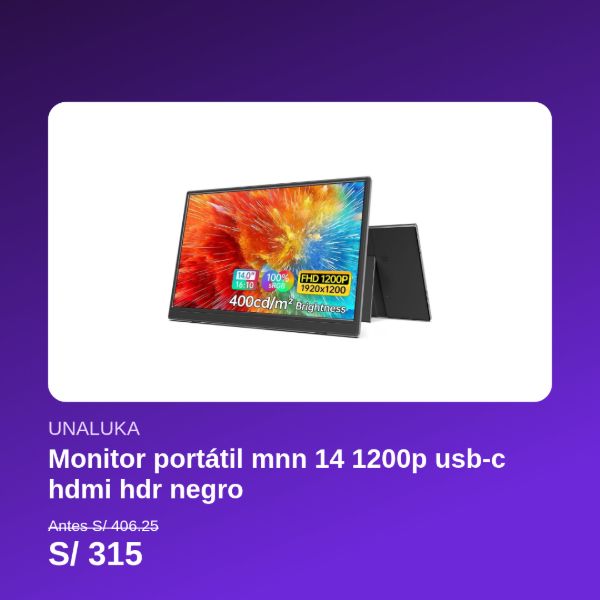 14.0"
16:10
100%
sRGB
FHD 1200P
1920x1200
400cd/m² Brightness
UNALUKA
Monitor portátil mnn 14 1200p usb-c
hdmi hdr negro
Antes S/ 406.25
S/ 315